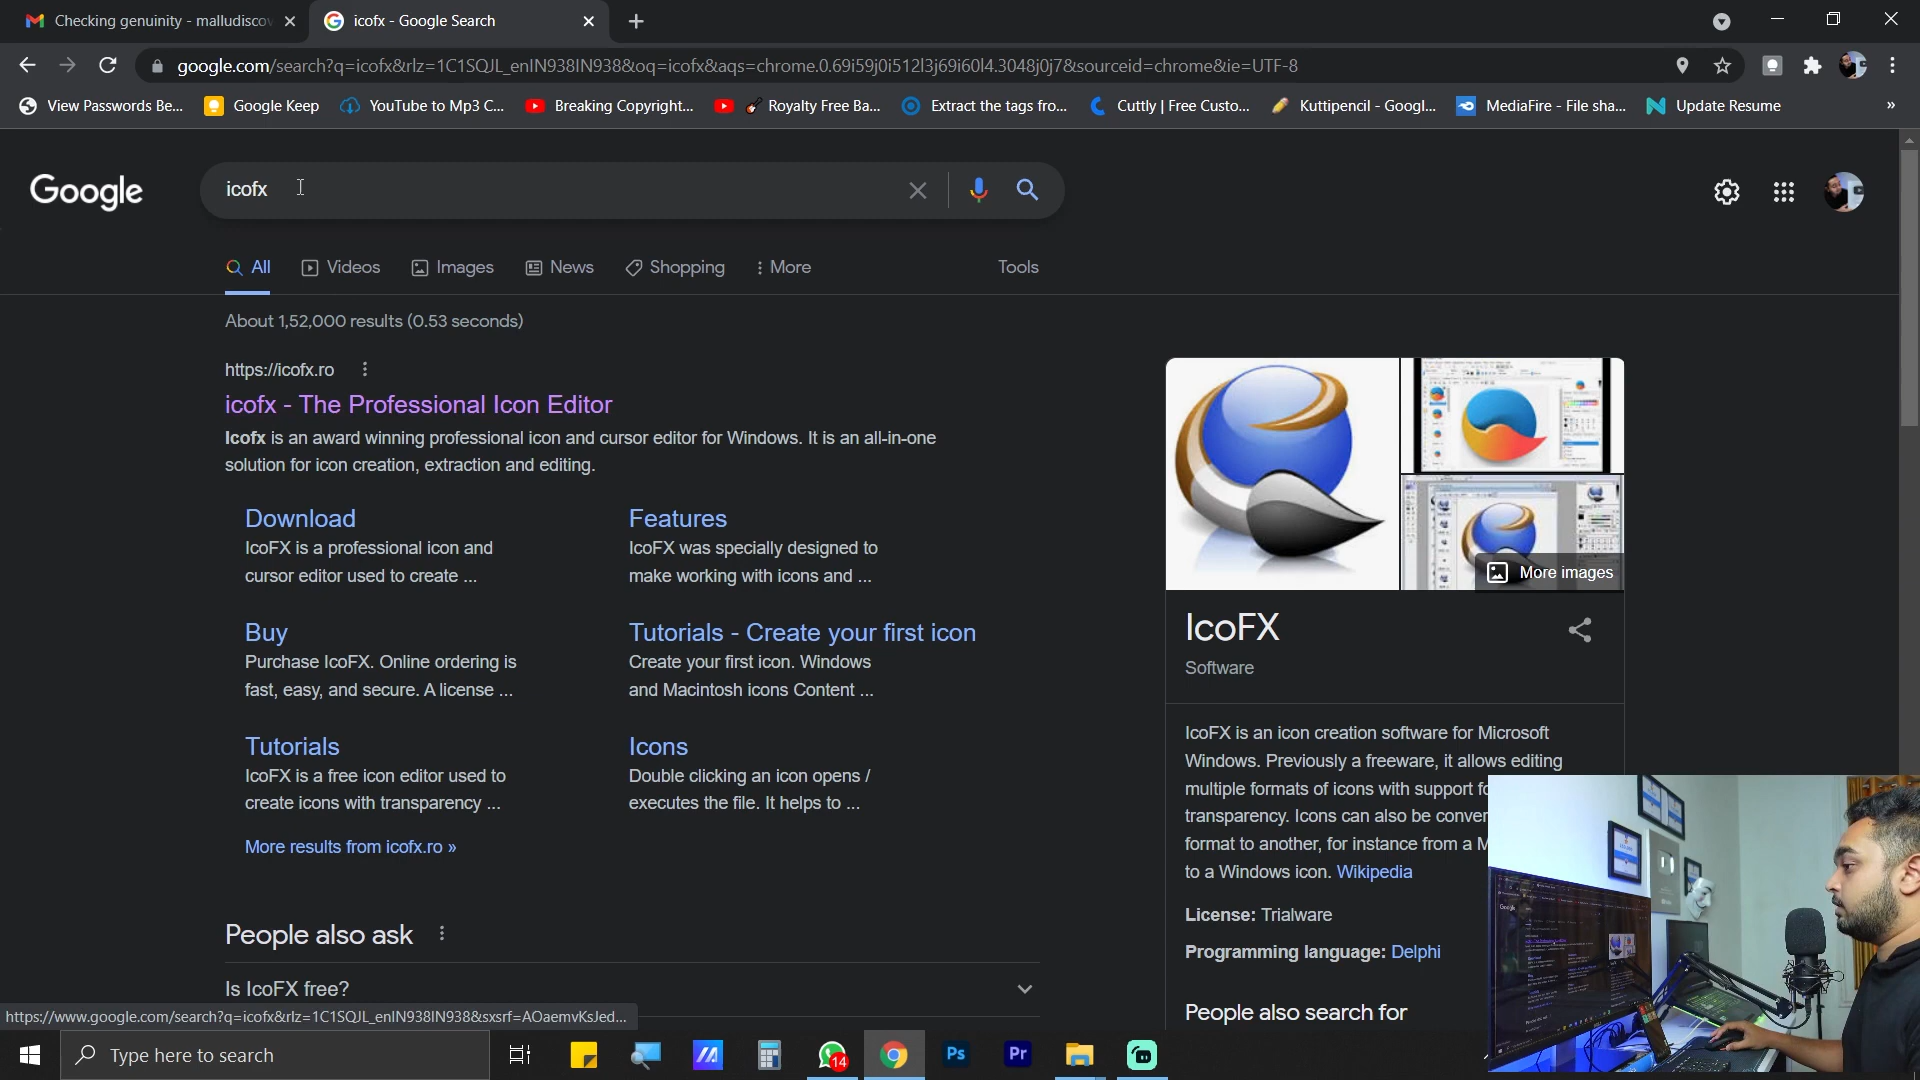 Checking genuinity - malludiscov
icofx - Google Search
google.com/search?q=icofx&rlz=1C1SQJL_enIN938IN938&oq=icofx&aqs=chrome.0.69i59j0i512l3j69i60l4.3048j0j7&sourceid=chrome&ie=UTF-8
View Passwords Be...
Google Keep
YouTube to Mp3 C...
Breaking Copyright...
Royalty Free Ba...
Extract the tags fro...
Cuttly | Free Custo...
Kuttipencil - Googl...
MediaFire - File sha...
Update Resume
»
Google
icofx
All
Videos
Images
News
Shopping
More
Tools
About 1,52,000 results (0.53 seconds)
https://icofx.ro
icofx - The Professional Icon Editor
Icofx is an award winning professional icon and cursor editor for Windows. It is an all-in-one
solution for icon creation, extraction and editing.
Download
IcoFX is a professional icon and
cursor editor used to create ...
Features
IcoFX was specially designed to
make working with icons and ...
Buy
Purchase IcoFX. Online ordering is
fast, easy, and secure. A license ...
Tutorials - Create your first icon
Create your first icon. Windows
and Macintosh icons Content ...
Tutorials
IcoFX is a free icon editor used to
create icons with transparency ...
Icons
Double clicking an icon opens /
executes the file. It helps to ...
More results from icofx.ro »
People also ask
Is IcoFX free?
More images
IcoFX
Software
IcoFX is an icon creation software for Microsoft
Windows. Previously a freeware, it allows editing
multiple formats of icons with support fo
transparency. Icons can also be conver
format to another, for instance from a M
to a Windows icon. Wikipedia
License: Trialware
Programming language: Delphi
People also search for
https://www.google.com/search?q=icofx&rlz=1C1SQJL_enIN938IN938&sxsrf=AOaemvKsJed...
Type here to search
14
Ps
Pr